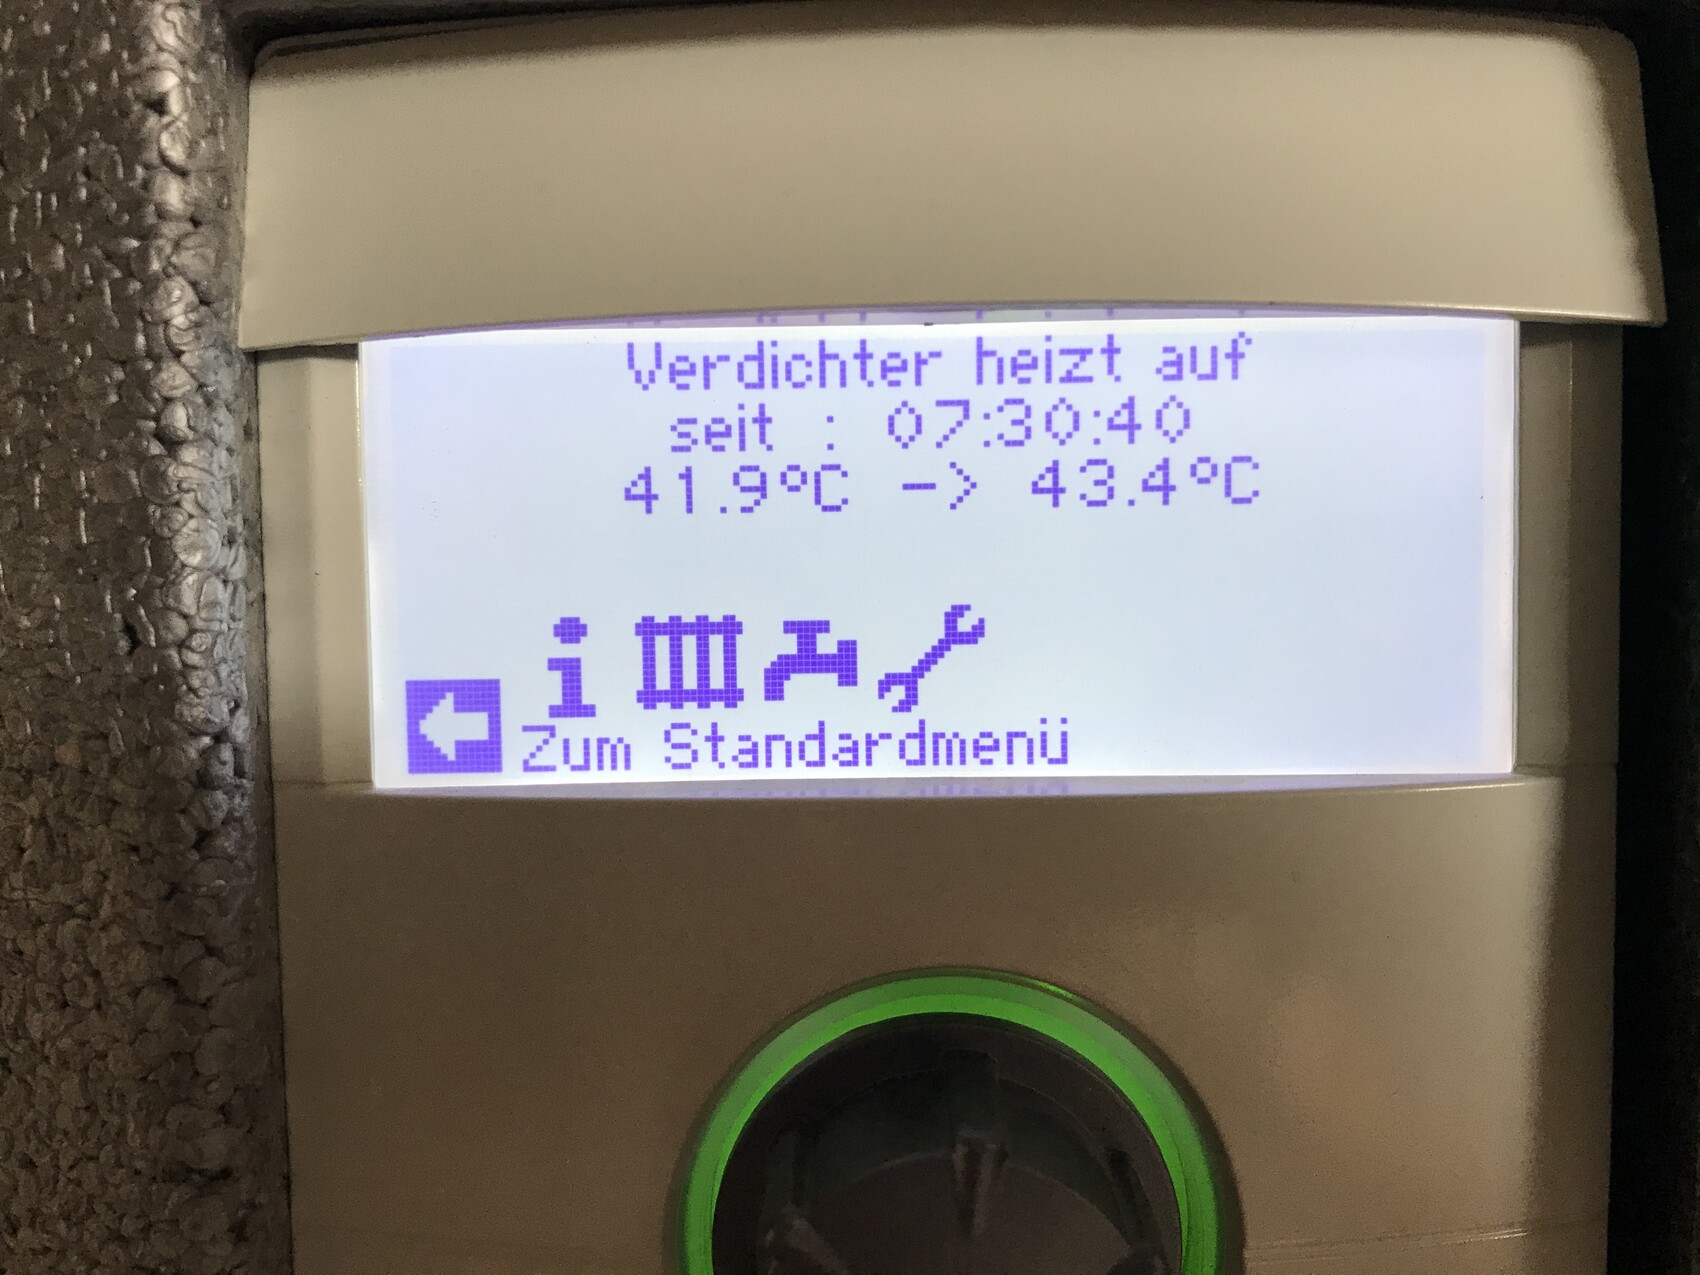 Verdichter heizt auf
seit : 07:30:40
41.9°C -> 43.4°C
Zum Standardmenü